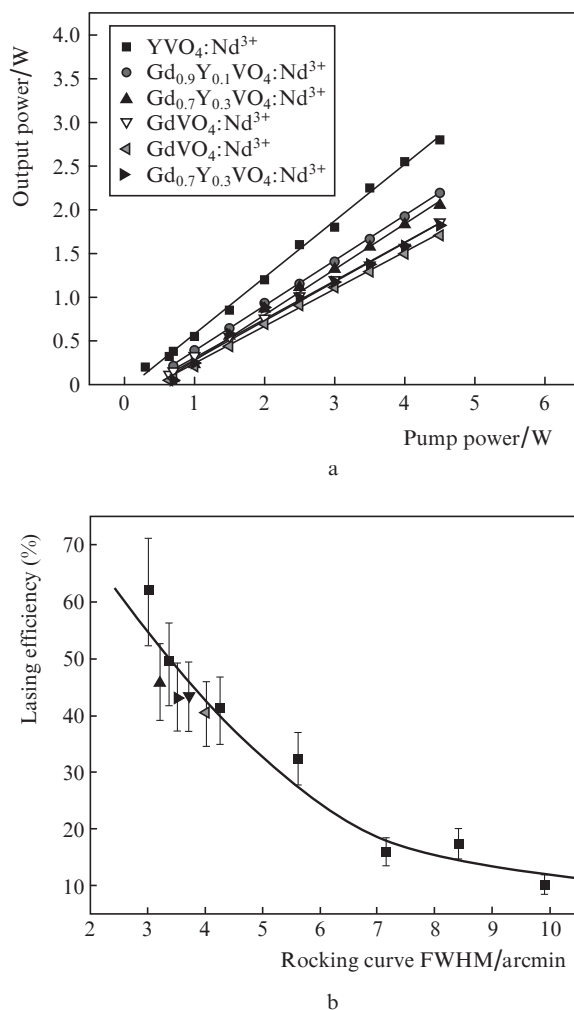 Output power/W
4.0
3.5
3.0
2.5
2.0
1.5
1.0
0.5
0
YVO₄:Nd³⁺
Gd₀.₉Y₀.₁VO₄:Nd³⁺
Gd₀.₇Y₀.₃VO₄:Nd³⁺
GdVO₄:Nd³⁺
GdVO₄:Nd³⁺
Gd₀.₇Y₀.₃VO₄:Nd³⁺
0 1 2 3 4 5 6
Pump power/W
a
Lasing efficiency (%)
70
60
50
40
30
20
10
2 3 4 5 6 7 8 9 10
Rocking curve FWHM/arcmin
b